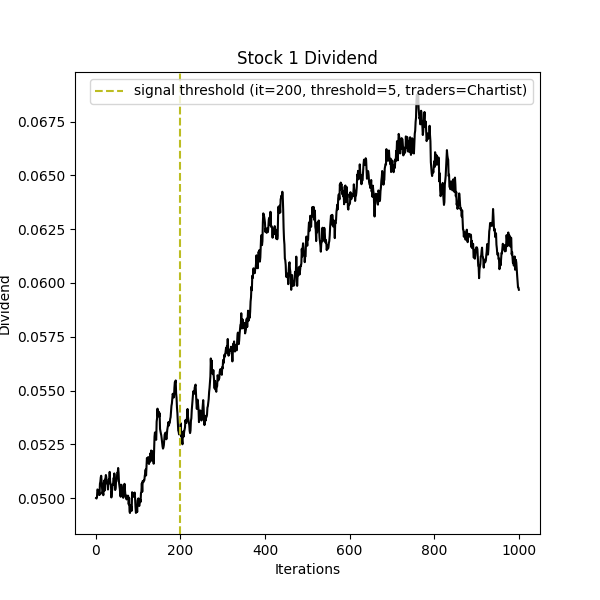 Stock 1 Dividend
signal threshold (it=200, threshold=5, traders=Chartist)
0.0675
0.0650
0.0625
0.0600
0.0575
0.0550
0.0525
0.0500
Dividend
0 200 400 600 800 1000
Iterations